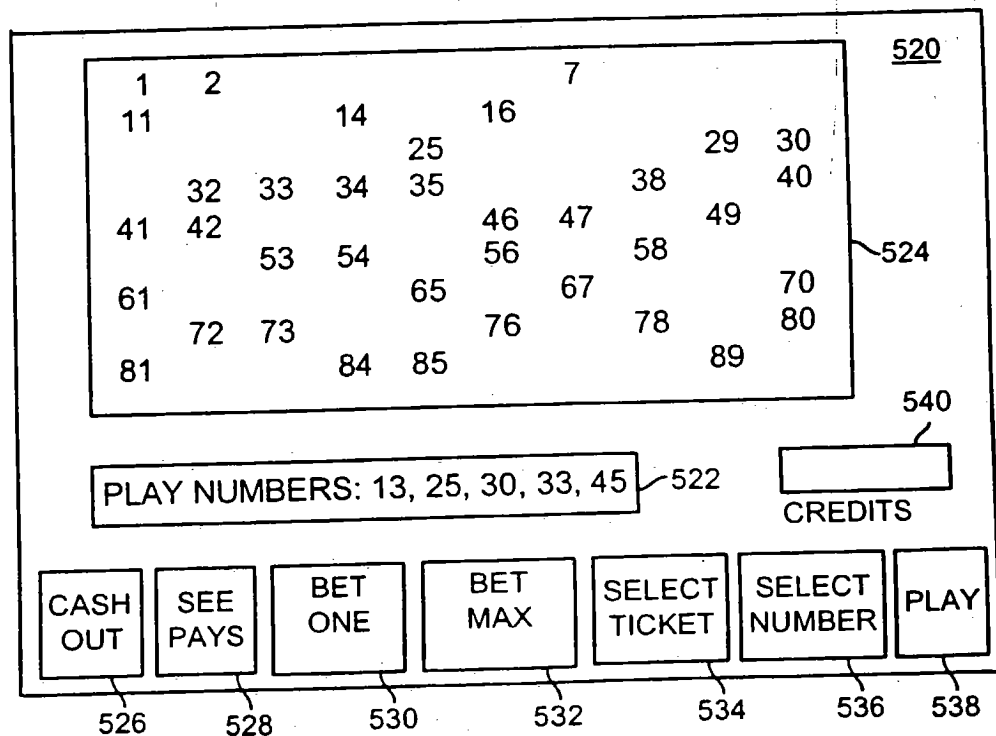 520
1 2 7
11 14 16
25 29 30
32 33 34 35 38 40
41 42 46 47 49
53 54 56 58
524
61 65 67 70
72 73 76 78 80
81 84 85 89
540
PLAY NUMBERS: 13, 25, 30, 33, 45
522
CREDITS
CASH OUT
SEE PAYS
BET ONE
BET MAX
SELECT TICKET
SELECT NUMBER
PLAY
526 528 530 532 534 536 538